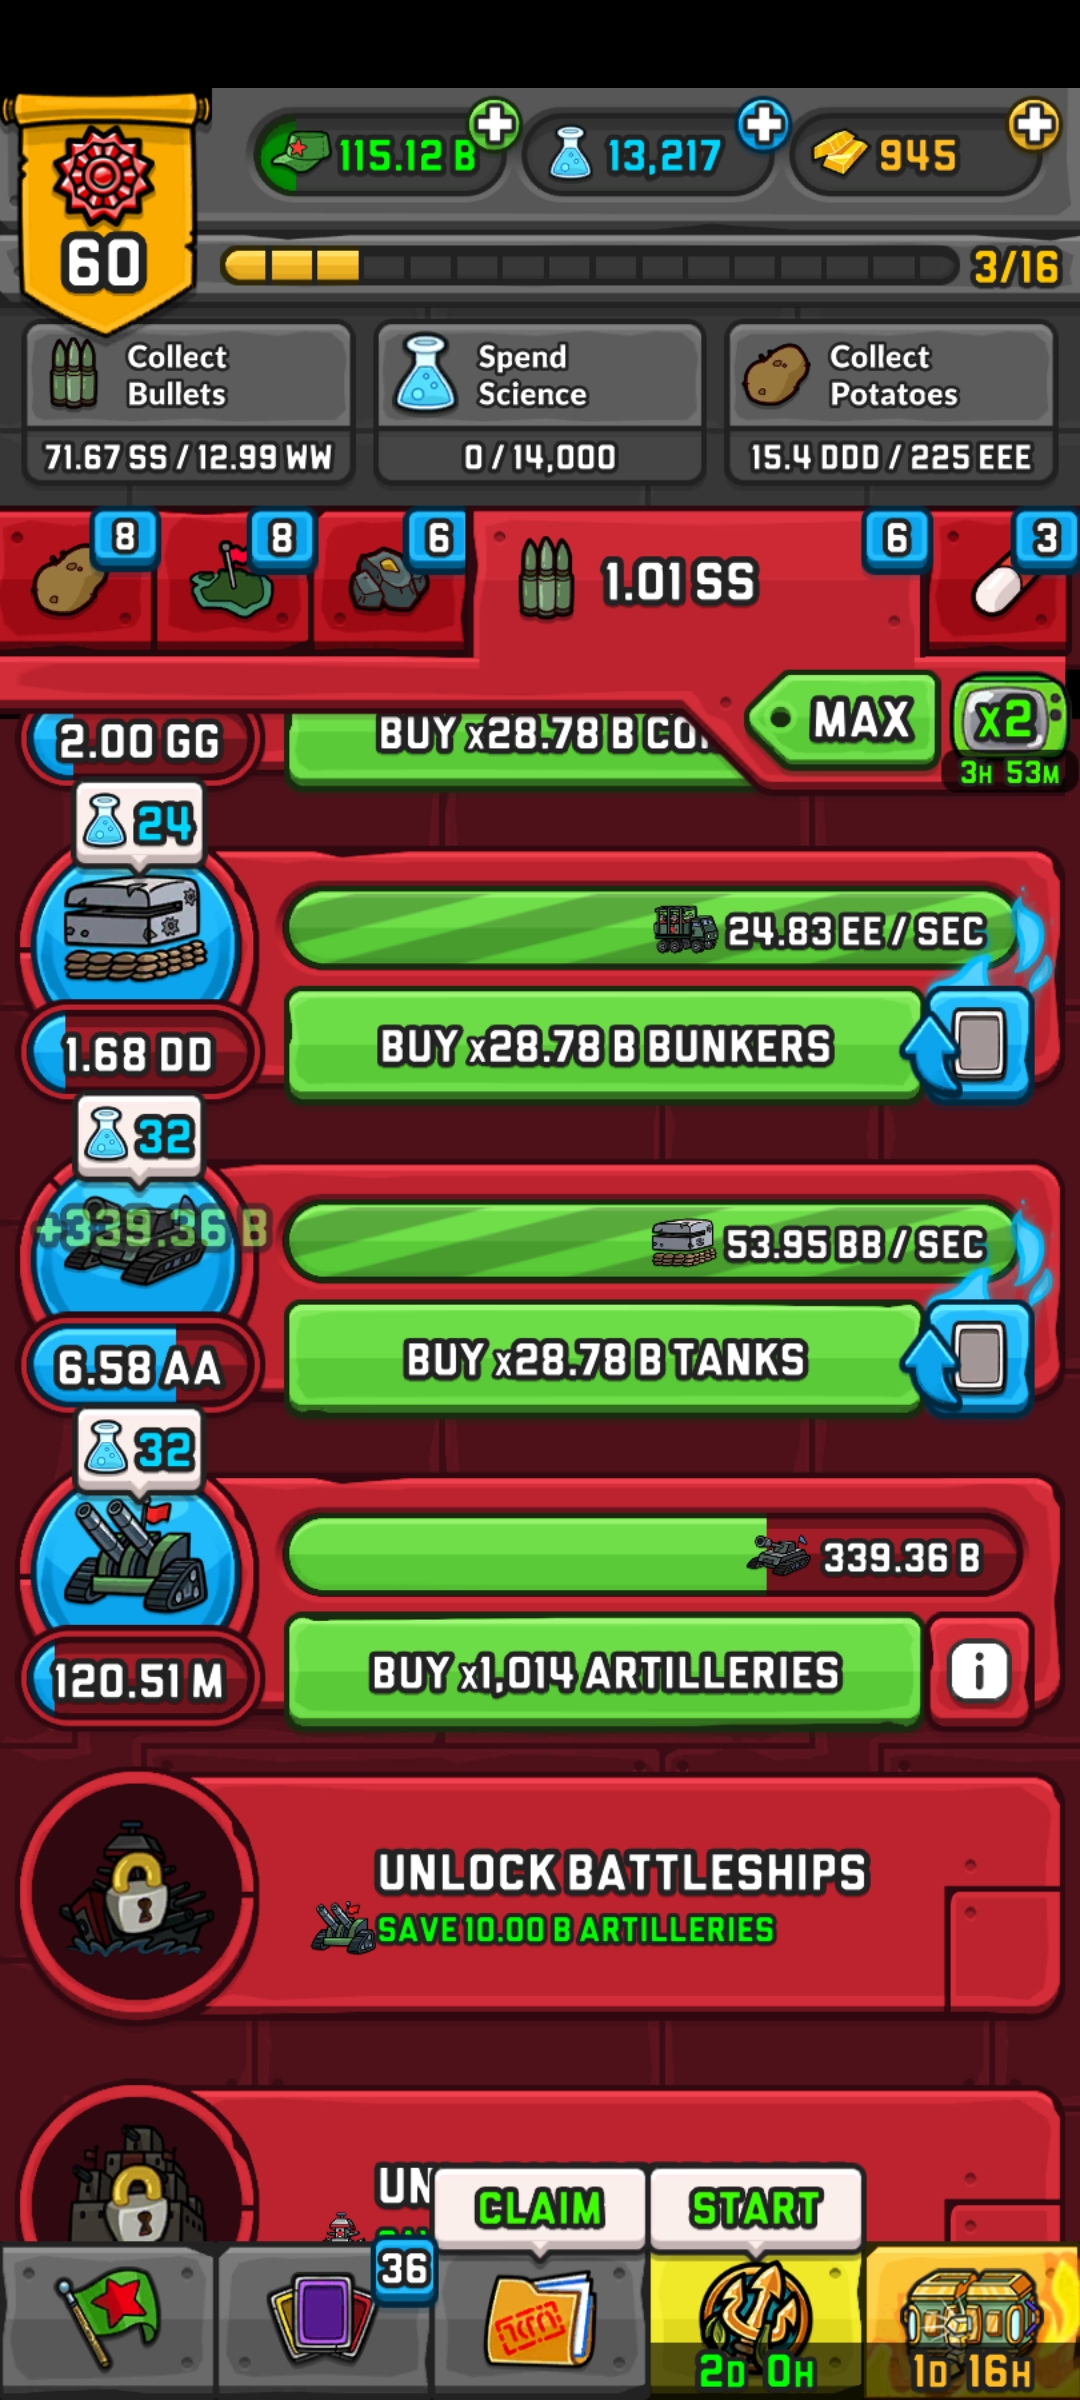 60
115.12 B
13,217
945
3/16
Collect
Bullets
71.67 SS / 12.99 WW
Spend
Science
0 / 14,000
Collect
Potatoes
15.4 DDD / 225 EEE
8
8
6
1.01 SS
6
3
MAX
x2
3H 53M
2.00 GG
BUY x28.78 B
24
24.83 EE / SEC
1.68 DD
BUY x28.78 B BUNKERS
32
+339.36 B
53.95 BB / SEC
6.58 AA
BUY x28.78 B TANKS
32
339.36 B
120.51 M
BUY x1,014 ARTILLERIES
i
UNLOCK BATTLESHIPS
SAVE 10.00 B ARTILLERIES
UN
CLAIM
START
36
2D 0H
1D 16H